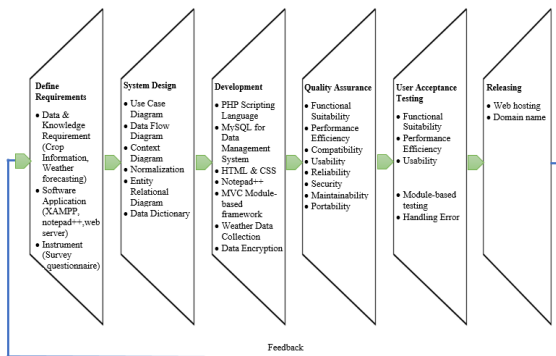 Define
Requirements
• Data &
Knowledge
Requirement
(Crop
Information,
Weather
forecasting)
• Software
Application
(XAMPP,
notepad++,web
server)
• Instrument
(Survey
questionnaire)
System Design
• Use Case
Diagram
• Data Flow
Diagram
• Context
Diagram
• Normalization
• Entity
Relational
Diagram
• Data Dictionary
Development
• PHP Scripting
Language
• MySQL for
Data
Management
System
• HTML & CSS
• Notepad++
• MVC Module-
based
framework
• Weather Data
Collection
• Data Encryption
Quality Assurance
• Functional
Suitability
• Performance
Efficiency
• Compatibility
• Usability
• Reliability
• Security
• Maintainability
• Portability
User Acceptance
Testing
• Functional
Suitability
• Performance
Efficiency
• Usability
• Module-based
testing
• Handling Error
Releasing
• Web hosting
• Domain name
Feedback